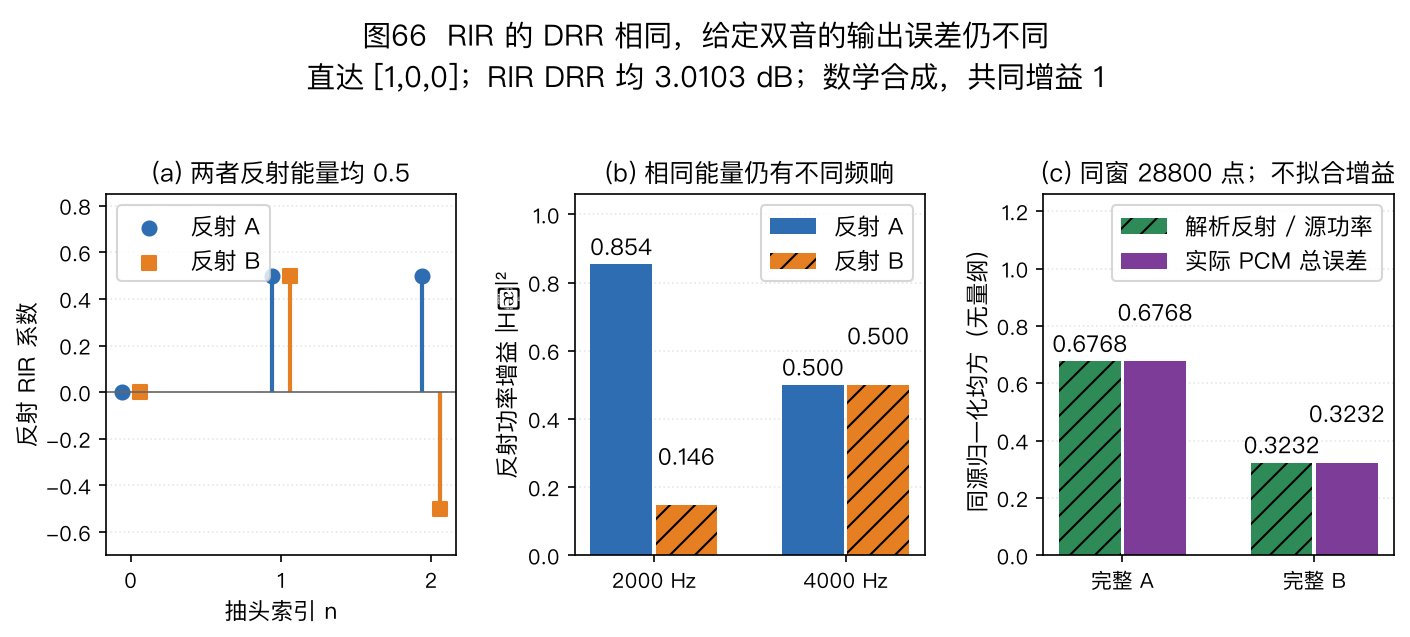 图66  RIR 的 DRR 相同，给定双音的输出误差仍不同
直达 [1,0,0]；RIR DRR 均 3.0103 dB；数学合成，共同增益 1
(a) 两者反射能量均 0.5
反射 A
反射 B
反射 RIR 系数
0.8
0.6
0.4
0.2
0.0
−0.2
−0.4
−0.6
0
1
2
抽头索引 n
(b) 相同能量仍有不同频响
反射 A
反射 B
反射功率增益 |H@|²
1.0
0.8
0.6
0.4
0.2
0.0
0.854
0.146
0.500
0.500
2000 Hz
4000 Hz
(c) 同窗 28800 点；不拟合增益
解析反射 / 源功率
实际 PCM 总误差
同源归一化均方（无量纲）
1.2
1.0
0.8
0.6
0.4
0.2
0.0
0.6768
0.6768
0.3232
0.3232
完整 A
完整 B